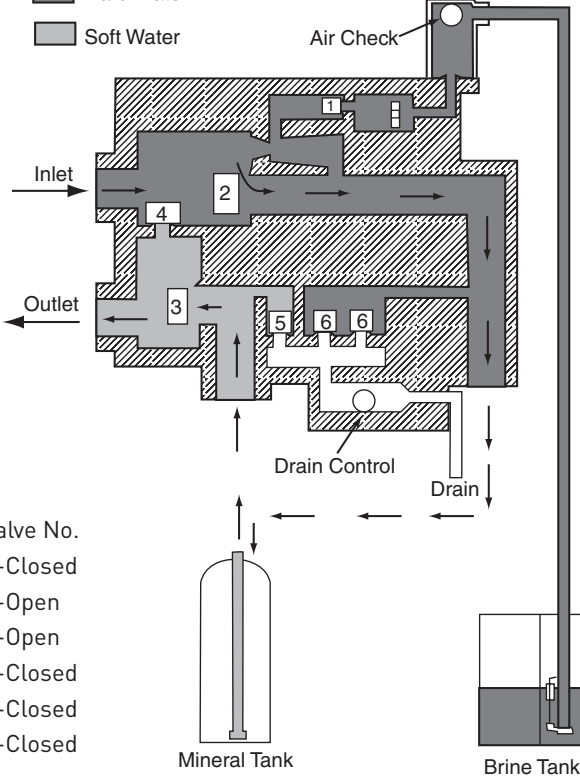 Soft Water
Air Check
1
Inlet
2
4
Outlet
3
5
6
6
Drain Control
Drain
-Closed
-Open
-Open
-Closed
-Closed
-Closed
No.
Mineral Tank
Brine Tank